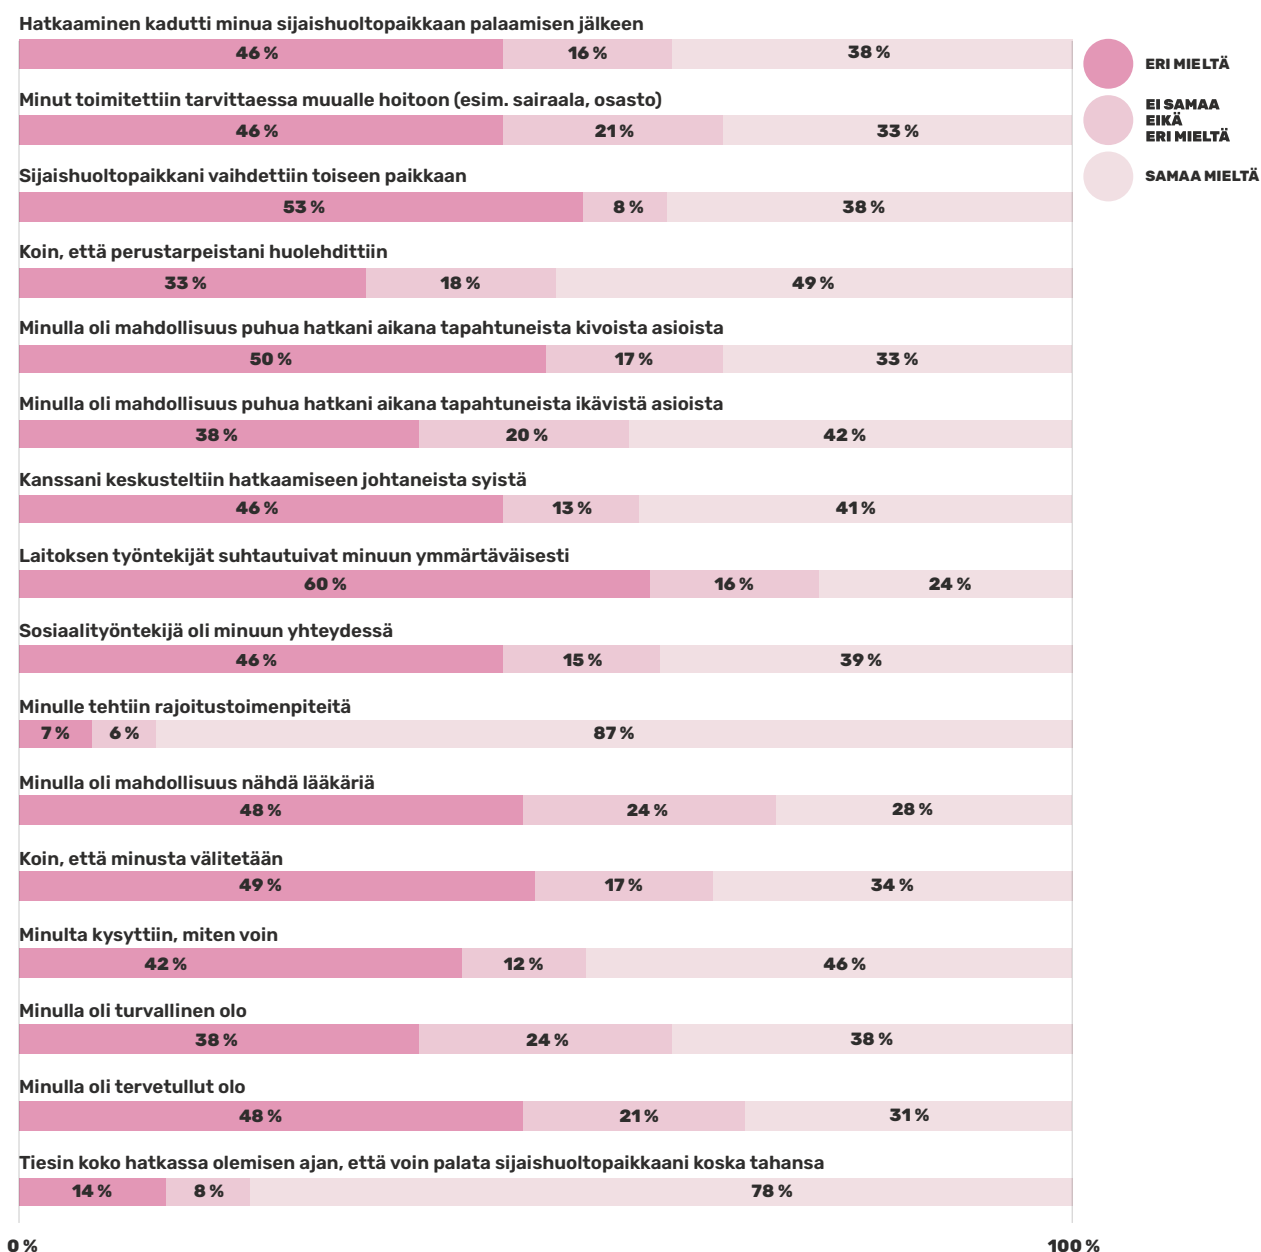 Hatkaaminen kadutti minua sijaishuoltopaikkaan palaamisen jälkeen
46 % 16 % 38 %
Minut toimitettiin tarvittaessa muualle hoitoon (esim. sairaala, osasto)
46 % 21 % 33 %
Sijaishuoltopaikkani vaihdettiin toiseen paikkaan
53 % 8 % 38 %
Koin, että perustarpeistani huolehdittiin
33 % 18 % 49 %
Minulla oli mahdollisuus puhua hatkani aikana tapahtuneista kivoista asioista
50 % 17 % 33 %
Minulla oli mahdollisuus puhua hatkani aikana tapahtuneista ikävistä asioista
38 % 20 % 42 %
Kanssani keskusteltiin hatkaamiseen johtaneista syistä
46 % 13 % 41 %
Laitoksen työntekijät suhtautuivat minuun ymmärtäväisesti
60 % 16 % 24 %
Sosiaalityöntekijä oli minuun yhteydessä
46 % 15 % 39 %
Minulle tehtiin rajoitustoimenpiteitä
7 % 6 % 87 %
Minulla oli mahdollisuus nähdä lääkäriä
48 % 24 % 28 %
Koin, että minusta välitetään
49 % 17 % 34 %
Minulta kysyttiin, miten voin
42 % 12 % 46 %
Minulla oli turvallinen olo
38 % 24 % 38 %
Minulla oli tervetullut olo
48 % 21 % 31 %
Tiesin koko hatkassa olemisen ajan, että voin palata sijaishuoltopaikkaani koska tahansa
14 % 8 % 78 %
0 % 100 %
ERI MIELTÄ
EI SAMAA
EIKÄ
ERI MIELTÄ
SAMAA MIELTÄ